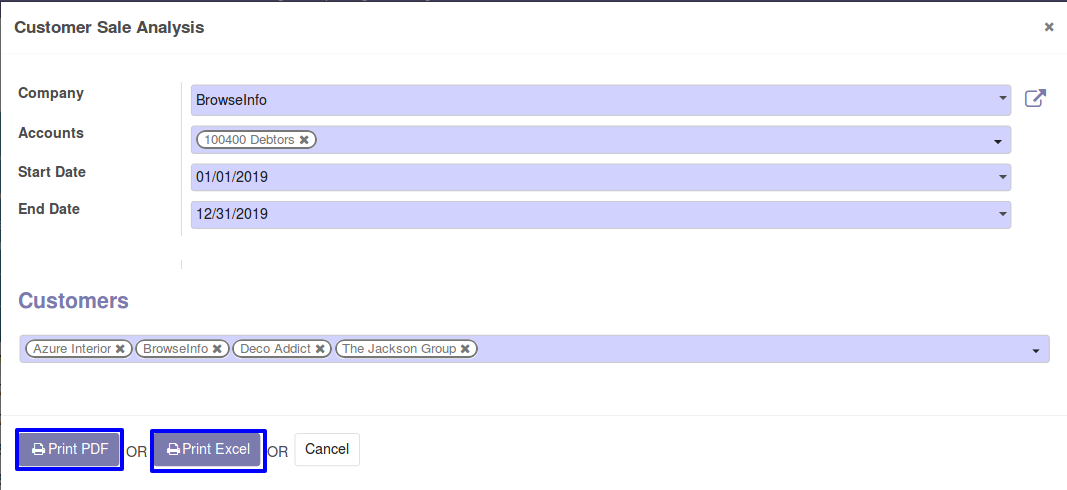 Customer Sale Analysis
Company BrowseInfo
Accounts 100400 Debtors
Start Date 01/01/2019
End Date 12/31/2019
Customers
Azure Interior BrowseInfo Deco Addict The Jackson Group
Print PDF OR Print Excel OR Cancel